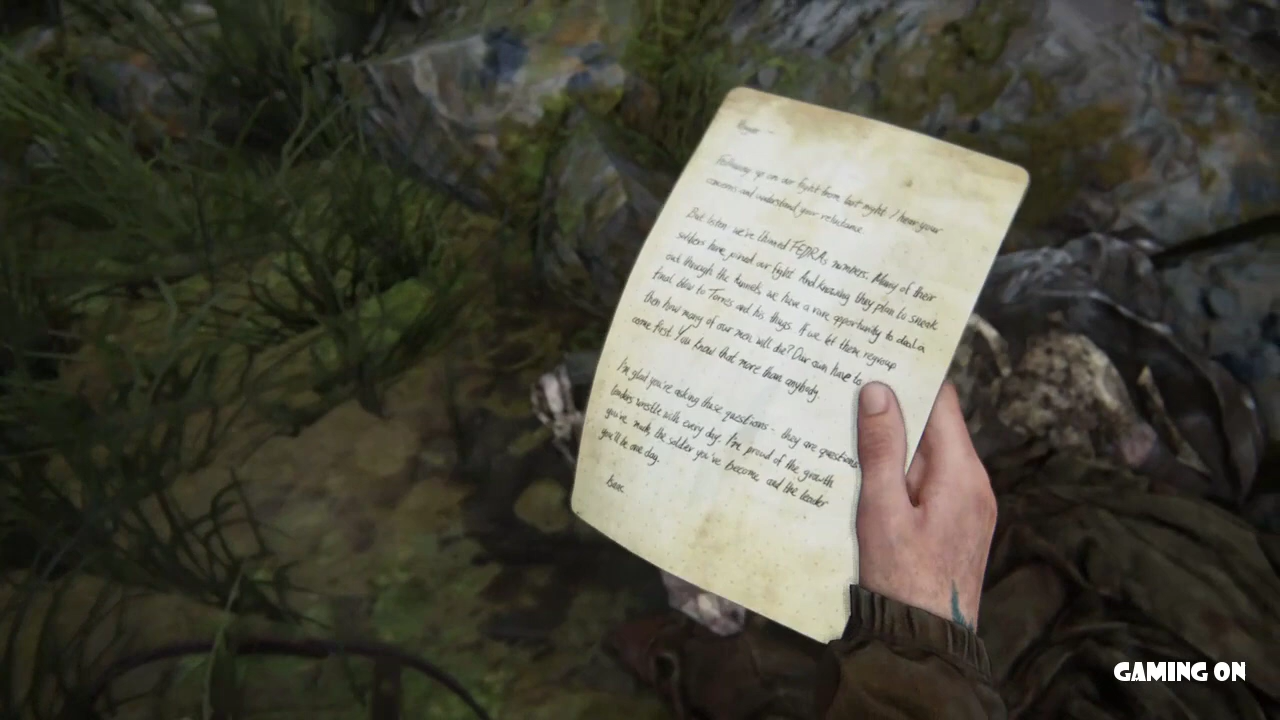 Following up on our fight from last night. I hear your
concerns and understand your reluctance.
But listen we've thinned FEDRA's numbers. Many of their
soldiers have joined our fight. And knowing they plan to sneak
out through the tunnels, we have a rare opportunity to deal a
final blow to Torres and his thugs. If we let them regroup
then how many of our men will die? Our own have to
come first. You know that more than anybody.
I'm glad you're asking these questions - they are questions
leaders wrestle with every day. I'm proud of the growth
you've made, the soldier you've become, and the leader
you'll be one day.
Isaac
GAMING ON